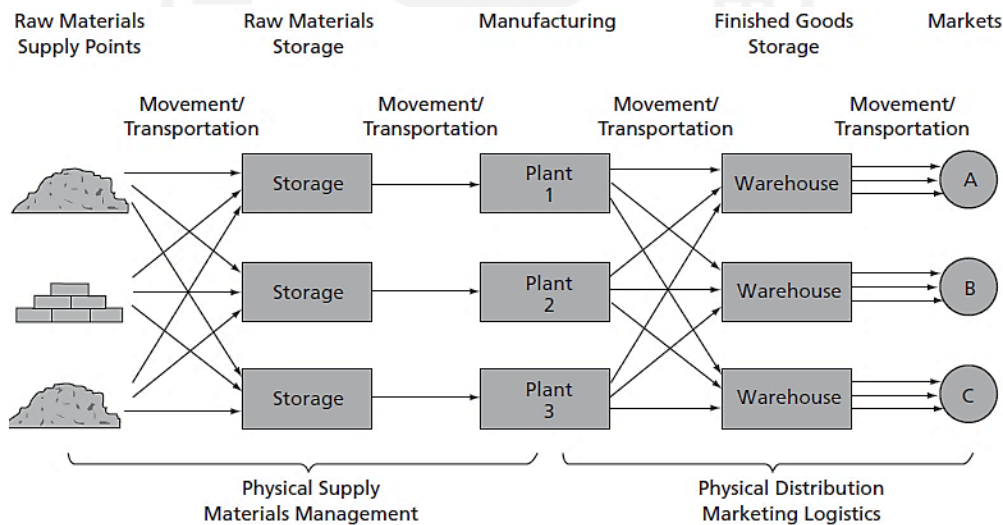 Raw Materials
Supply Points
Raw Materials
Storage
Manufacturing
Finished Goods
Storage
Markets
Movement/
Transportation
Movement/
Transportation
Movement/
Transportation
Movement/
Transportation
Storage
Plant
1
Warehouse
A
Storage
Plant
2
Warehouse
B
Storage
Plant
3
Warehouse
C
Physical Supply
Materials Management
Physical Distribution
Marketing Logistics